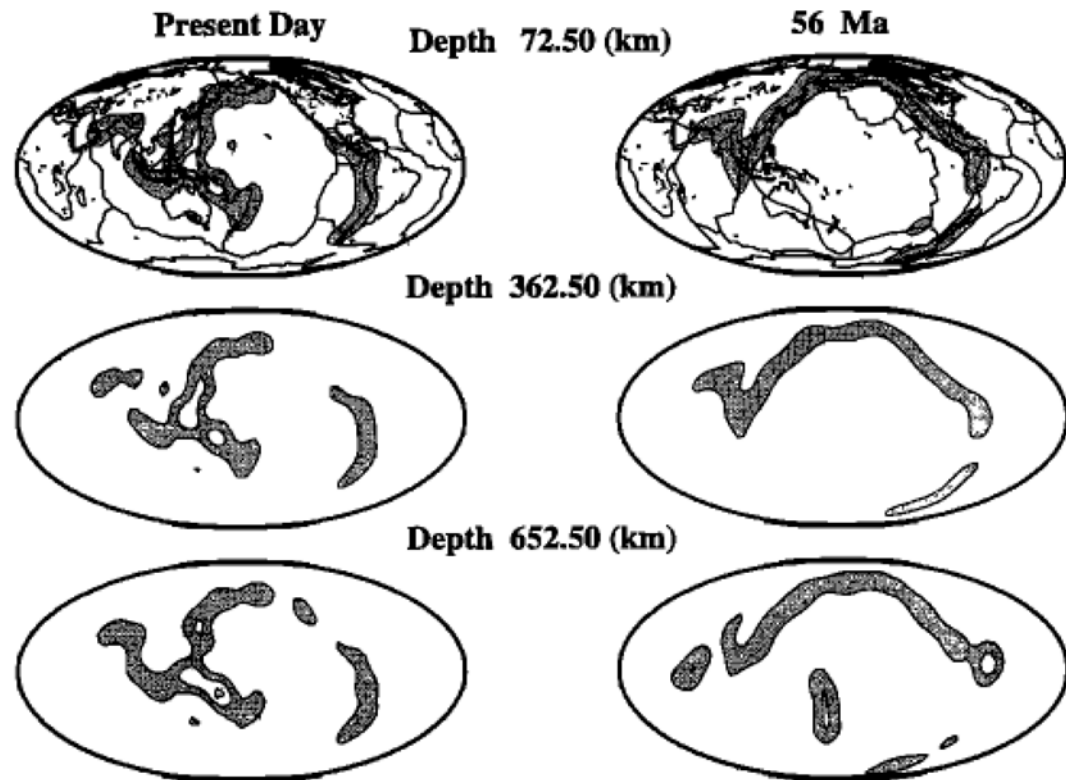 Present Day
Depth 72.50 (km)
56 Ma
Depth 362.50 (km)
Depth 652.50 (km)